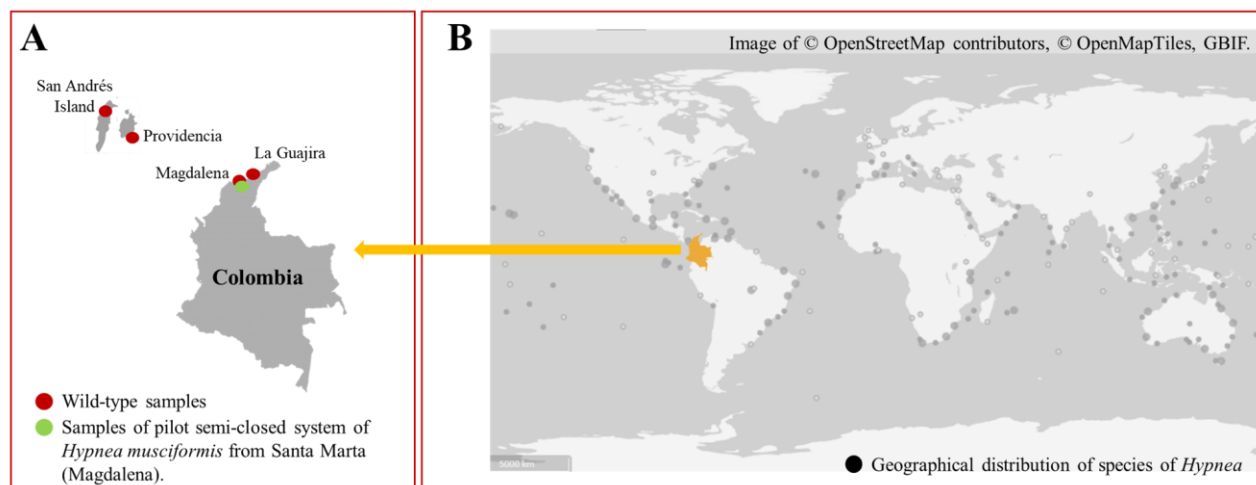 A
San Andrés
Island
Providencia
La Guajira
Magdalena
Colombia
Wild-type samples
Samples of pilot semi-closed system of
Hypnea musciformis from Santa Marta
(Magdalena).
B
Image of © OpenStreetMap contributors, © OpenMapTiles, GBIF.
5000 km
Geographical distribution of species of Hypnea